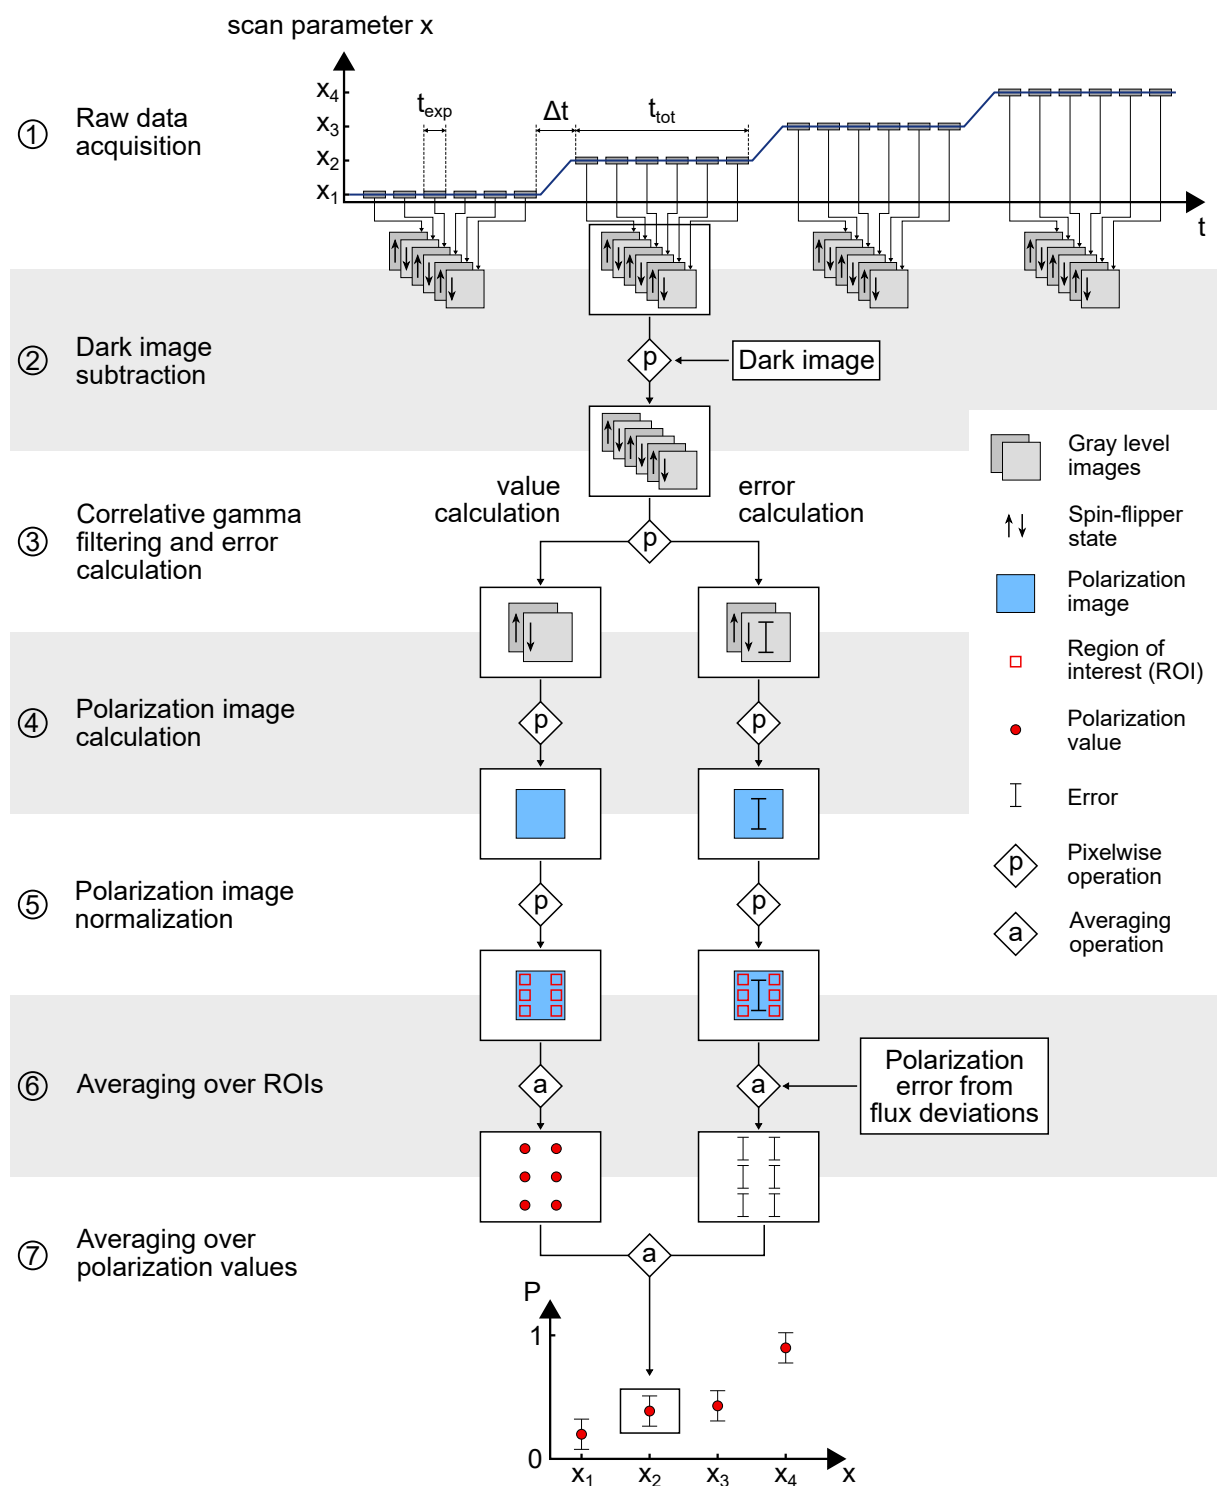 scan parameter x
x4
x3
x2
x1
texp
Δt
ttot
t
① Raw data
acquisition
② Dark image
subtraction
p
Dark image
value
calculation
error
calculation
③ Correlative gamma
filtering and error
calculation
p
④ Polarization image
calculation
p
p
⑤ Polarization image
normalization
p
p
⑥ Averaging over ROIs
a
a
Polarization
error from
flux deviations
⑦ Averaging over
polarization values
a
P
1
0
x1
x2
x3
x4
x
Gray level
images
Spin-flipper
state
Polarization
image
Region of
interest (ROI)
Polarization
value
Error
p
Pixelwise
operation
a
Averaging
operation